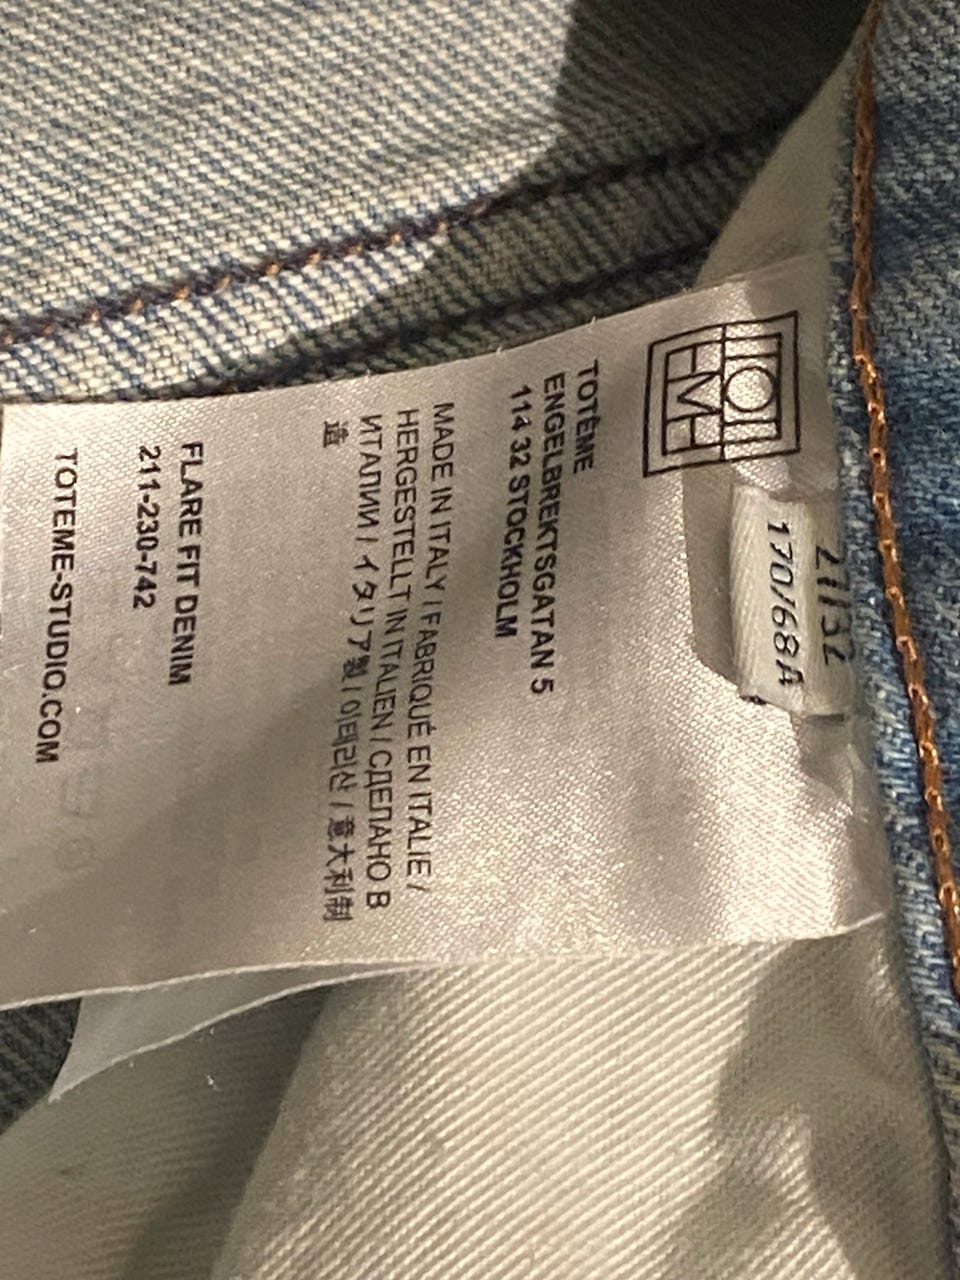 TOTÊME
ENGELBREKTSGATAN 5
114 32 STOCKHOLM
MADE IN ITALY / FABRIQUÉ EN ITALIE /
HERGESTELLT IN ITALIEN / СДЕЛАНО В
ИТАЛИИ / イタリア製 / 이태리산 / 意大利制
造
FLARE FIT DENIM
211-230-742
TOTEME-STUDIO.COM
27/32
170/68A